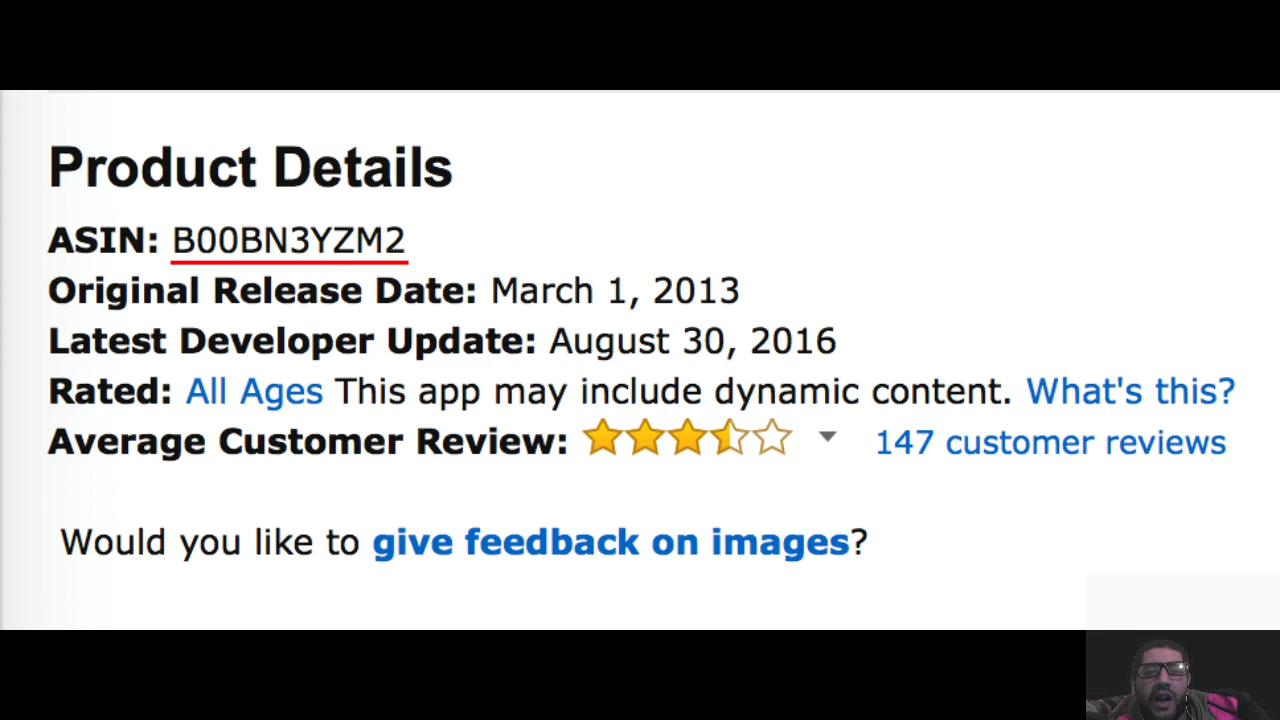 Product Details
ASIN: B00BN3YZM2
Original Release Date: March 1, 2013
Latest Developer Update: August 30, 2016
Rated: All Ages This app may include dynamic content. What's this?
Average Customer Review: 147 customer reviews
Would you like to give feedback on images?